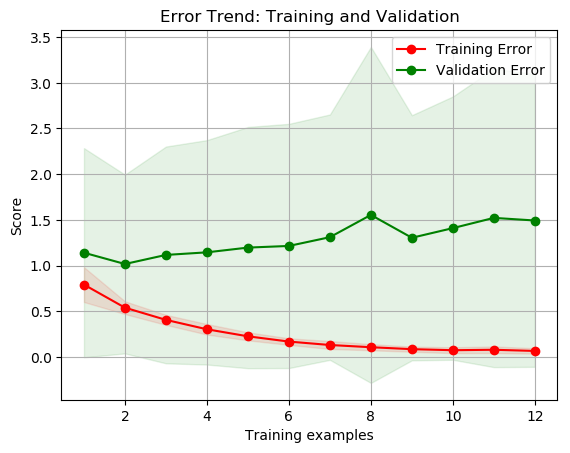 Error Trend: Training and Validation
Training Error
Validation Error
Score
3.5
3.0
2.5
2.0
1.5
1.0
0.5
0.0
2 4 6 8 10 12
Training examples